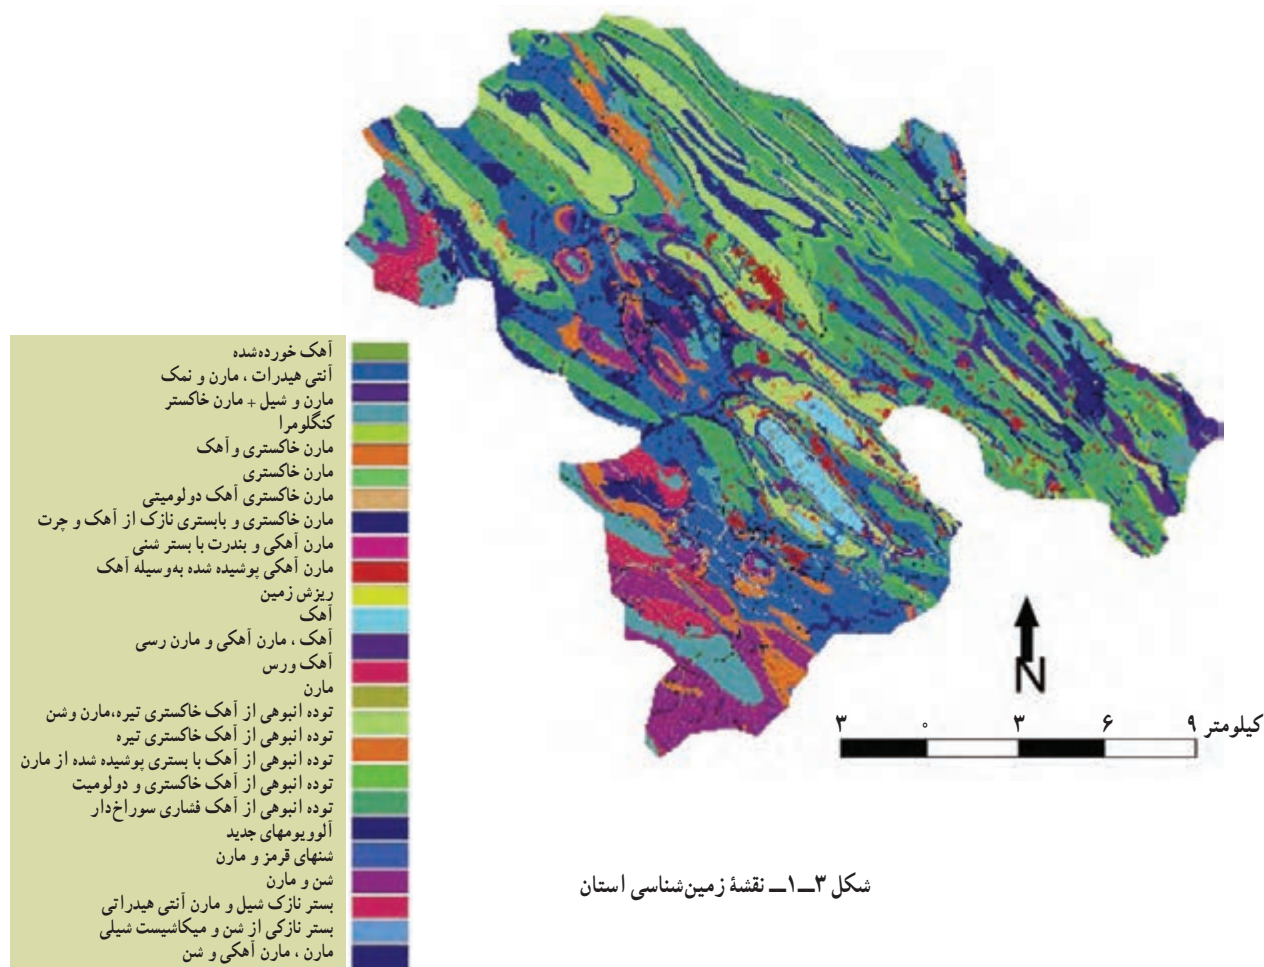 آهک خورده‌شده
آنتی هیدرات ، مارن و نمک
مارن و شیل + مارن خاکستر
کنگلومرا
مارن خاکستری و آهک
مارن خاکستری
مارن خاکستری آهک دولومیتی
مارن خاکستری و بابستری نازک از آهک و چرت
مارن آهکی و بندرت با بستر شنی
مارن آهکی پوشیده شده به‌وسیله آهک
ریزش زمین
آهک
آهک ، مارن آهکی و مارن رسی
آهک ورس
مارن
توده انبوهی از آهک خاکستری تیره،مارن وشن
توده انبوهی از آهک خاکستری تیره
توده انبوهی از آهک با بستری پوشیده شده از مارن
توده انبوهی از آهک خاکستری و دولومیت
توده انبوهی از آهک فشاری سوراخ‌دار
آلوویومهای جدید
شنهای قرمز و مارن
شن و مارن
بستر نازک شیل و مارن آنتی هیدراتی
بستر نازکی از شن و میکاشیست شیلی
مارن ، مارن آهکی و شن
N
۳ ۰ ۳ ۶ ۹ کیلومتر
شکل ۳ــ۱ــ نقشهٔ زمین‌شناسی استان